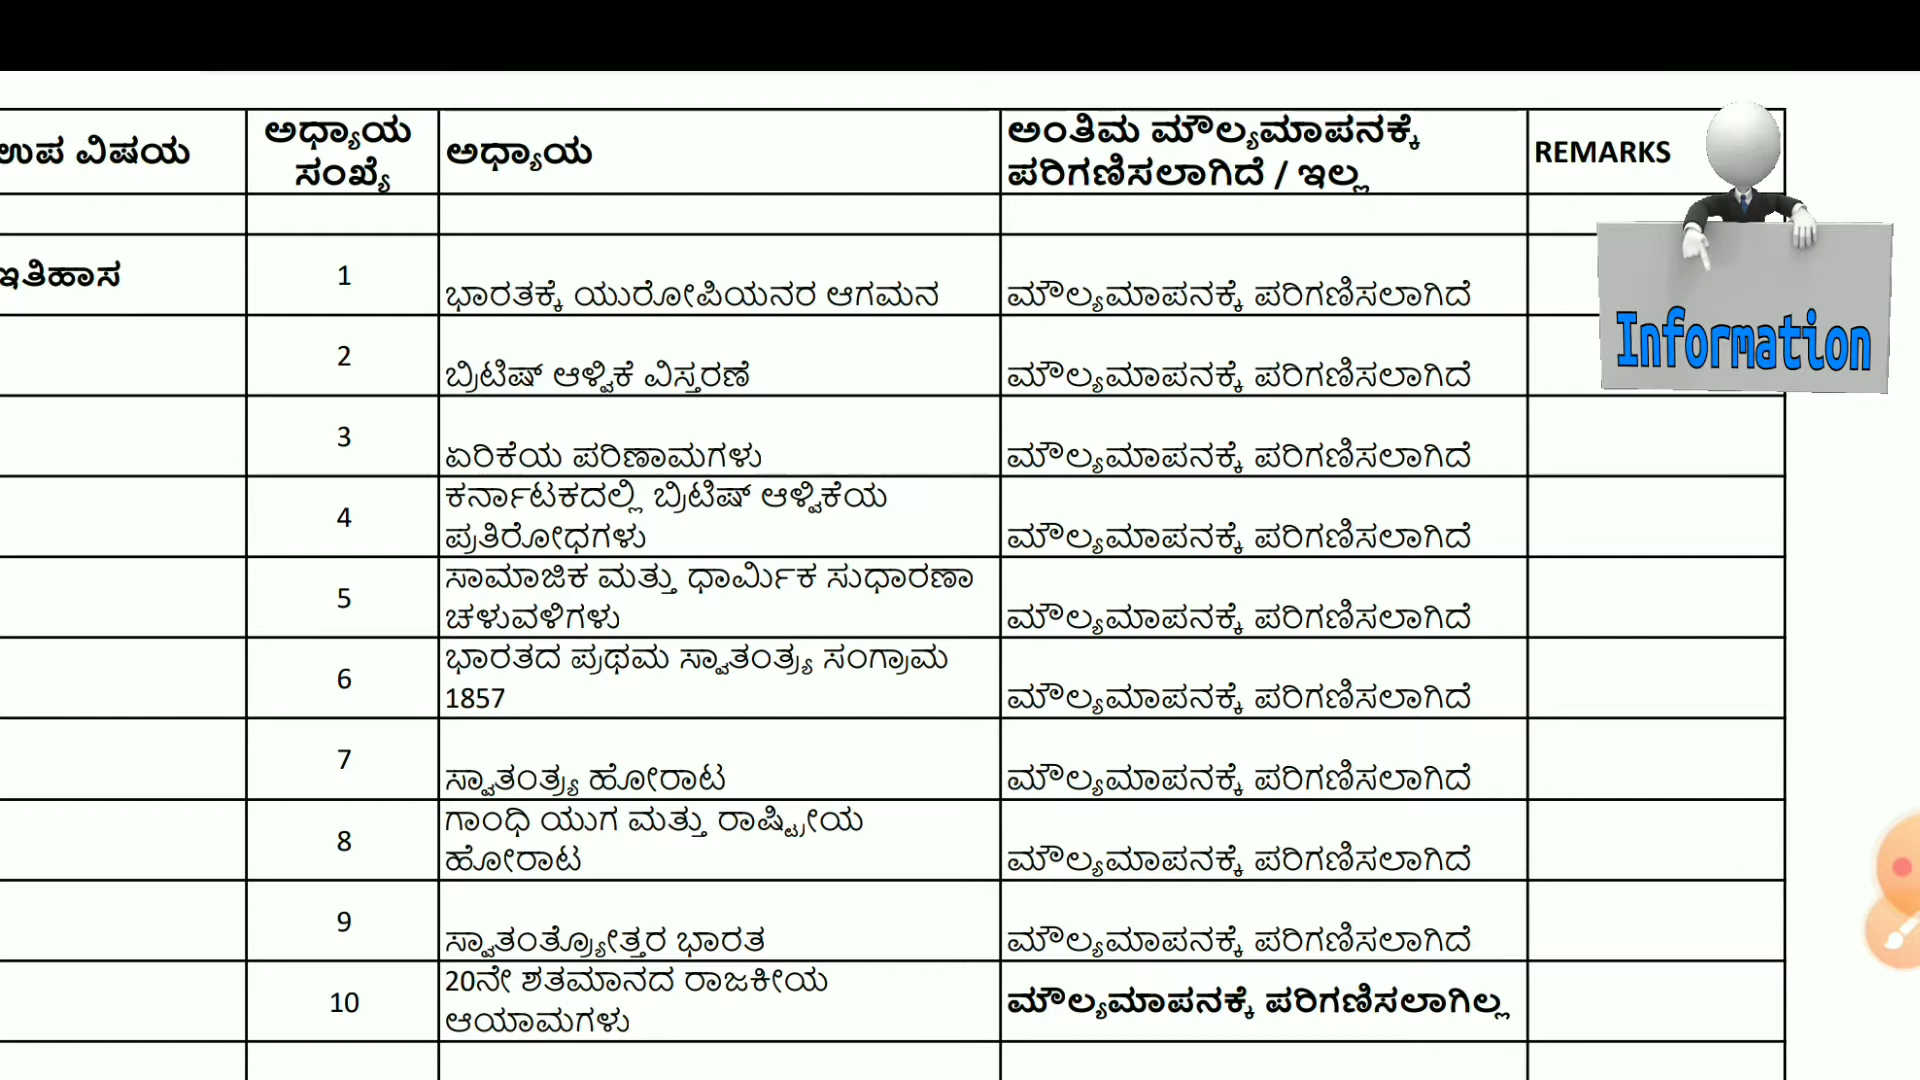 ಉಪ ವಿಷಯ
ಅಧ್ಯಾಯ
ಸಂಖ್ಯೆ
ಅಧ್ಯಾಯ
ಅಂತಿಮ ಮೌಲ್ಯಮಾಪನಕ್ಕೆ
ಪರಿಗಣಿಸಲಾಗಿದೆ / ಇಲ್ಲ
REMARKS
Information
ಇತಿಹಾಸ
1
ಭಾರತಕ್ಕೆ ಯುರೋಪಿಯನರ ಆಗಮನ
ಮೌಲ್ಯಮಾಪನಕ್ಕೆ ಪರಿಗಣಿಸಲಾಗಿದೆ
2
ಬ್ರಿಟಿಷ್ ಆಳ್ವಿಕೆ ವಿಸ್ತರಣೆ
ಮೌಲ್ಯಮಾಪನಕ್ಕೆ ಪರಿಗಣಿಸಲಾಗಿದೆ
3
ಏರಿಕೆಯ ಪರಿಣಾಮಗಳು
ಮೌಲ್ಯಮಾಪನಕ್ಕೆ ಪರಿಗಣಿಸಲಾಗಿದೆ
4
ಕರ್ನಾಟಕದಲ್ಲಿ ಬ್ರಿಟಿಷ್ ಆಳ್ವಿಕೆಯ
ಪ್ರತಿರೋಧಗಳು
ಮೌಲ್ಯಮಾಪನಕ್ಕೆ ಪರಿಗಣಿಸಲಾಗಿದೆ
5
ಸಾಮಾಜಿಕ ಮತ್ತು ಧಾರ್ಮಿಕ ಸುಧಾರಣಾ
ಚಳುವಳಿಗಳು
ಮೌಲ್ಯಮಾಪನಕ್ಕೆ ಪರಿಗಣಿಸಲಾಗಿದೆ
6
ಭಾರತದ ಪ್ರಥಮ ಸ್ವಾತಂತ್ರ್ಯ ಸಂಗ್ರಾಮ
1857
ಮೌಲ್ಯಮಾಪನಕ್ಕೆ ಪರಿಗಣಿಸಲಾಗಿದೆ
7
ಸ್ವಾತಂತ್ರ್ಯ ಹೋರಾಟ
ಮೌಲ್ಯಮಾಪನಕ್ಕೆ ಪರಿಗಣಿಸಲಾಗಿದೆ
8
ಗಾಂಧಿ ಯುಗ ಮತ್ತು ರಾಷ್ಟ್ರೀಯ
ಹೋರಾಟ
ಮೌಲ್ಯಮಾಪನಕ್ಕೆ ಪರಿಗಣಿಸಲಾಗಿದೆ
9
ಸ್ವಾತಂತ್ರ್ಯೋತ್ತರ ಭಾರತ
ಮೌಲ್ಯಮಾಪನಕ್ಕೆ ಪರಿಗಣಿಸಲಾಗಿದೆ
10
20ನೇ ಶತಮಾನದ ರಾಜಕೀಯ
ಆಯಾಮಗಳು
ಮೌಲ್ಯಮಾಪನಕ್ಕೆ ಪರಿಗಣಿಸಲಾಗಿಲ್ಲ